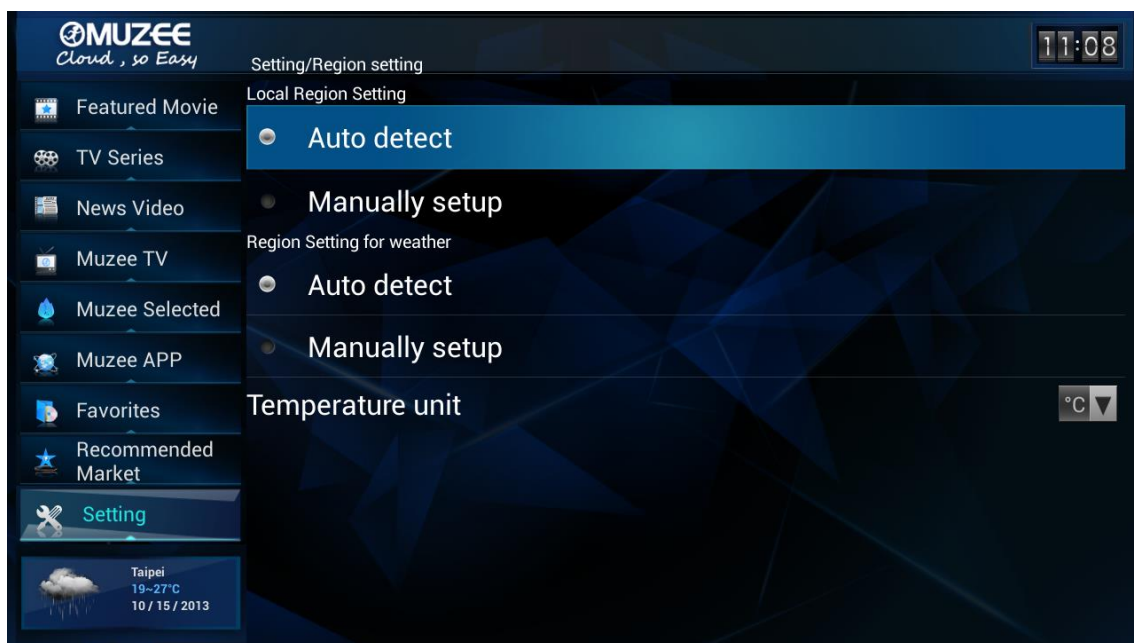 MUZEE
Cloud , so Easy
Setting/Region setting
11:08
Featured Movie
TV Series
News Video
Muzee TV
Muzee Selected
Muzee APP
Favorites
Recommended
Market
Setting
Taipei
19~27°C
10 / 15 / 2013
Local Region Setting
Auto detect
Manually setup
Region Setting for weather
Auto detect
Manually setup
Temperature unit
°C